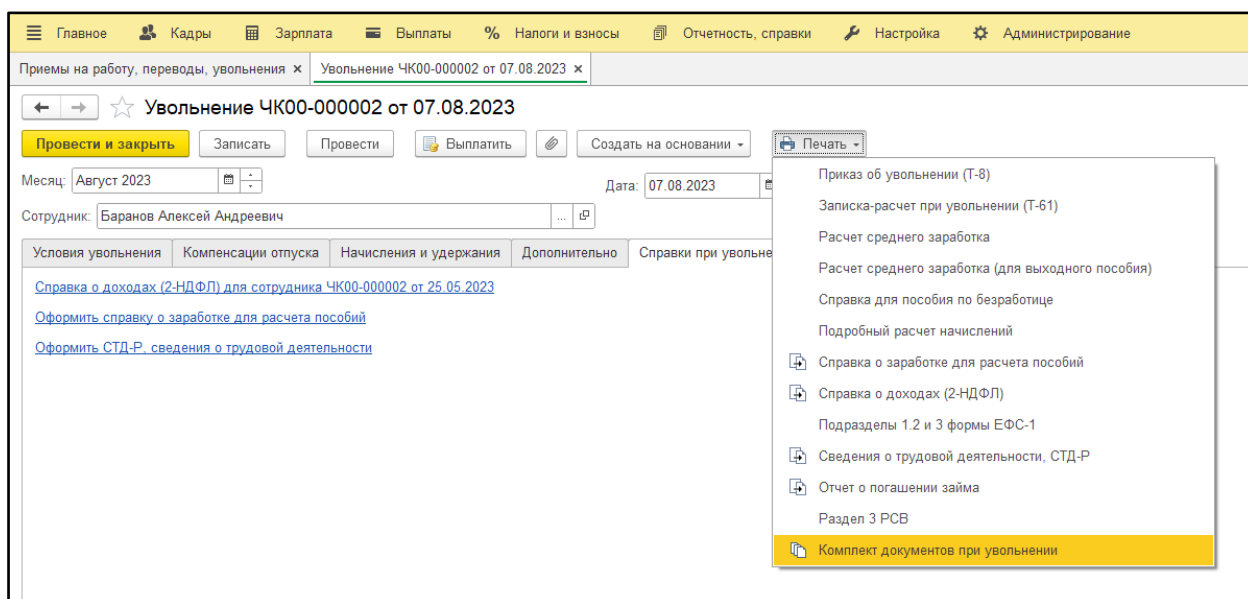 Главное Кадры Зарплата Выплаты % Налоги и взносы Отчетность, справки Настройка Администрирование
Приемы на работу, переводы, увольнения × Увольнение ЧК00-000002 от 07.08.2023 ×
Увольнение ЧК00-000002 от 07.08.2023
Провести и закрыть Записать Провести Выплатить Создать на основании Печать
Месяц: Август 2023 Дата: 07.08.2023
Сотрудник: Баранов Алексей Андреевич ...
Условия увольнения Компенсации отпуска Начисления и удержания Дополнительно Справки при увольне
Справка о доходах (2-НДФЛ) для сотрудника ЧК00-000002 от 25.05.2023
Оформить справку о заработке для расчета пособий
Оформить СТД-Р, сведения о трудовой деятельности
Приказ об увольнении (Т-8)
Записка-расчет при увольнении (Т-61)
Расчет среднего заработка
Расчет среднего заработка (для выходного пособия)
Справка для пособия по безработице
Подробный расчет начислений
Справка о заработке для расчета пособий
Справка о доходах (2-НДФЛ)
Подразделы 1.2 и 3 формы ЕФС-1
Сведения о трудовой деятельности, СТД-Р
Отчет о погашении займа
Раздел 3 РСВ
Комплект документов при увольнении